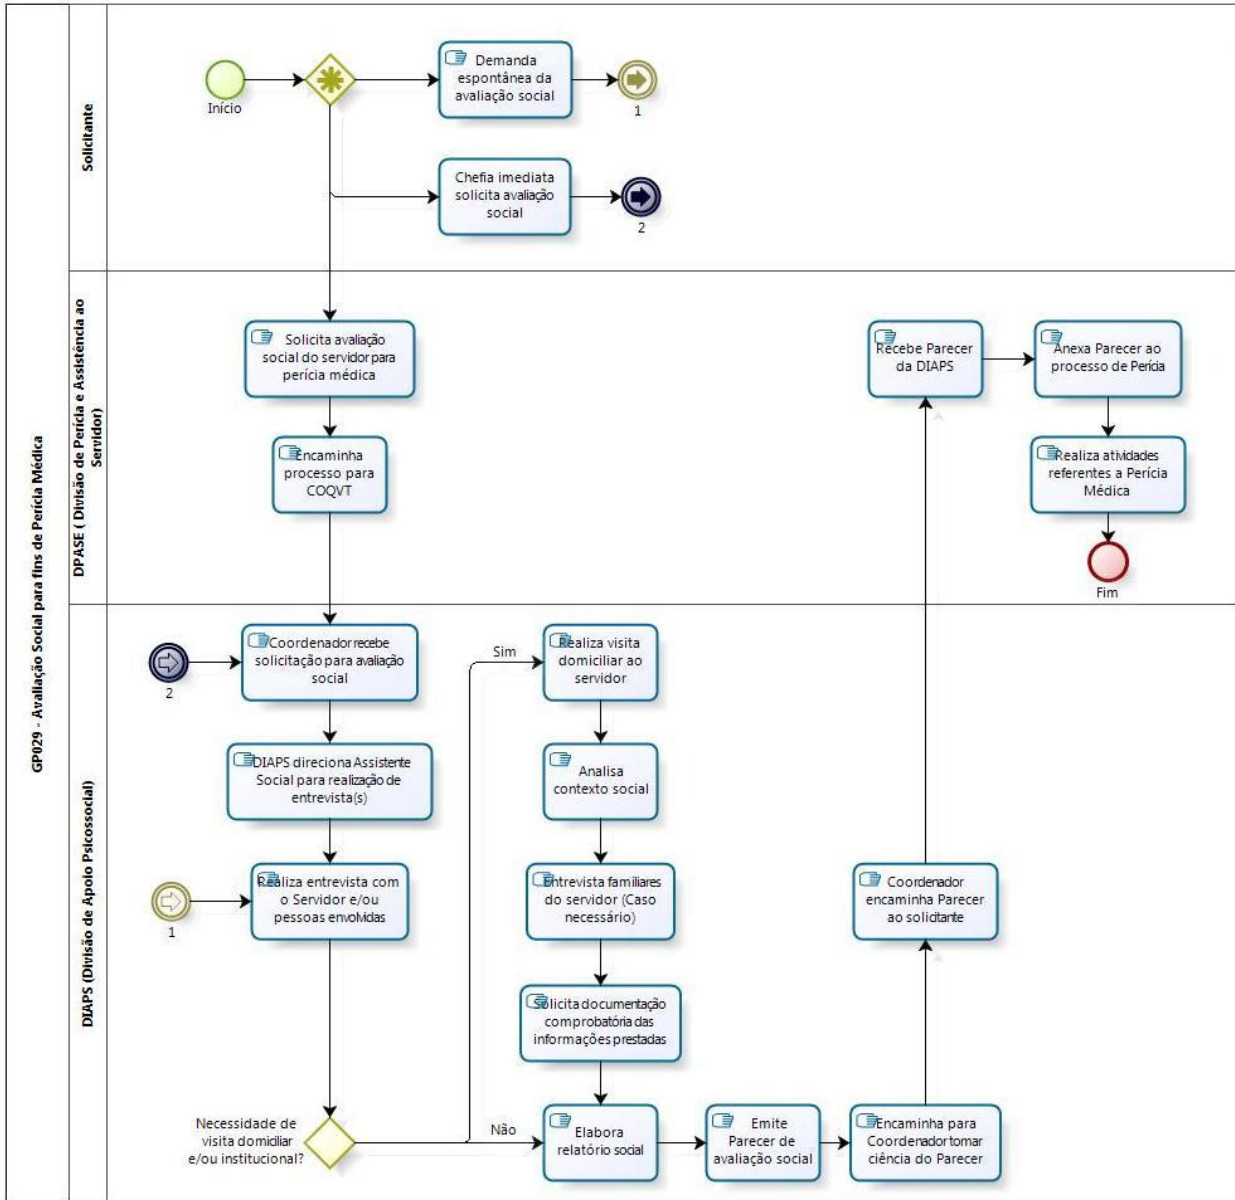 GP029 - Avaliação Social para fins de Perícia Médica
Solicitante
Início
Demanda
espontânea da
avaliação social
1
Chefia imediata
solicita avaliação
social
2
DPASE ( Divisão de Perícia e Assistência ao
Servidor)
Solicita avaliação
social do servidor para
perícia médica
Encaminha
processo para
COQVT
Recebe Parecer
da DIAPS
Anexa Parecer ao
processo de Perícia
Realiza atividades
referentes a Perícia
Médica
Fim
DIAPS (Divisão de Apoio Psicossocial)
2
Coordenador recebe
solicitação para avaliação
social
DIAPS direciona Assistente
Social para realização de
entrevista(s)
1
Realiza entrevista com
o Servidor e/ou
pessoas envolvidas
Necessidade de
visita domiciliar
e/ou institucional?
Sim
Realiza visita
domiciliar ao
servidor
Analisa
contexto social
Entrevista familiares
do servidor (Caso
necessário)
Solicita documentação
comprobatória das
informações prestadas
Não
Elabora
relatório social
Emite
Parecer de
avaliação social
Encaminha para
Coordenador tomar
ciência do Parecer
Coordenador
encaminha Parecer
ao solicitante